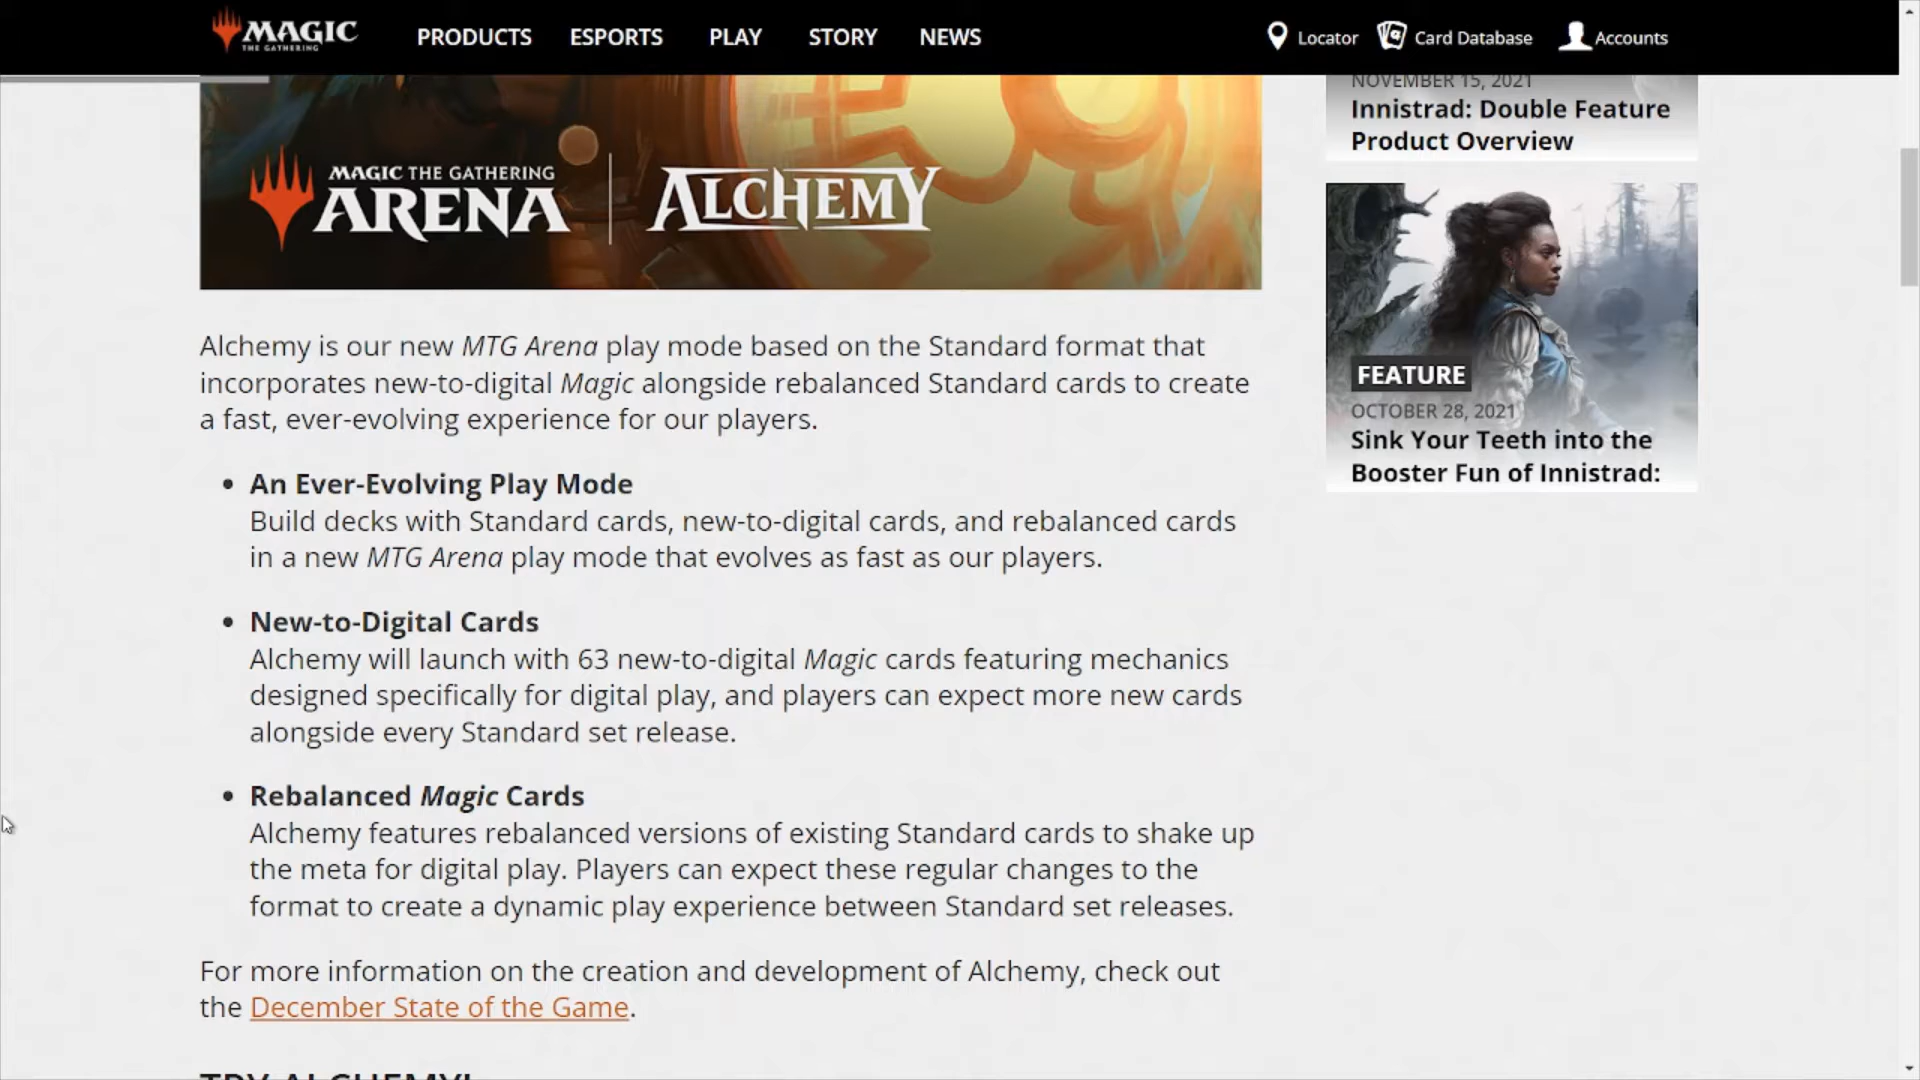 MAGIC
THE GATHERING
PRODUCTS
ESPORTS
PLAY
STORY
NEWS
Locator
Card Database
Accounts
MAGIC THE GATHERING
ARENA
ALCHEMY
Alchemy is our new MTG Arena play mode based on the Standard format that
incorporates new-to-digital Magic alongside rebalanced Standard cards to create
a fast, ever-evolving experience for our players.
• An Ever-Evolving Play Mode
Build decks with Standard cards, new-to-digital cards, and rebalanced cards
in a new MTG Arena play mode that evolves as fast as our players.
• New-to-Digital Cards
Alchemy will launch with 63 new-to-digital Magic cards featuring mechanics
designed specifically for digital play, and players can expect more new cards
alongside every Standard set release.
• Rebalanced Magic Cards
Alchemy features rebalanced versions of existing Standard cards to shake up
the meta for digital play. Players can expect these regular changes to the
format to create a dynamic play experience between Standard set releases.
For more information on the creation and development of Alchemy, check out
the December State of the Game.
TRY ALCHEMY!
NOVEMBER 15, 2021
Innistrad: Double Feature
Product Overview
FEATURE
OCTOBER 28, 2021
Sink Your Teeth into the
Booster Fun of Innistrad: